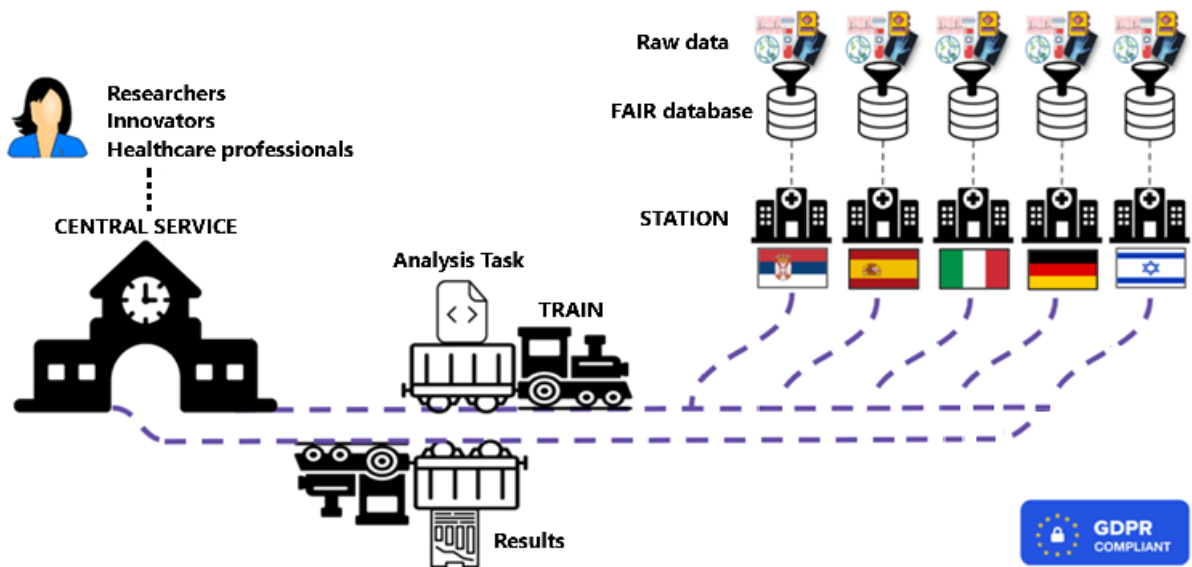 Raw data
FAIR database
Researchers
Innovators
Healthcare professionals
STATION
CENTRAL SERVICE
Analysis Task
< >
TRAIN
Results
GDPR
COMPLIANT